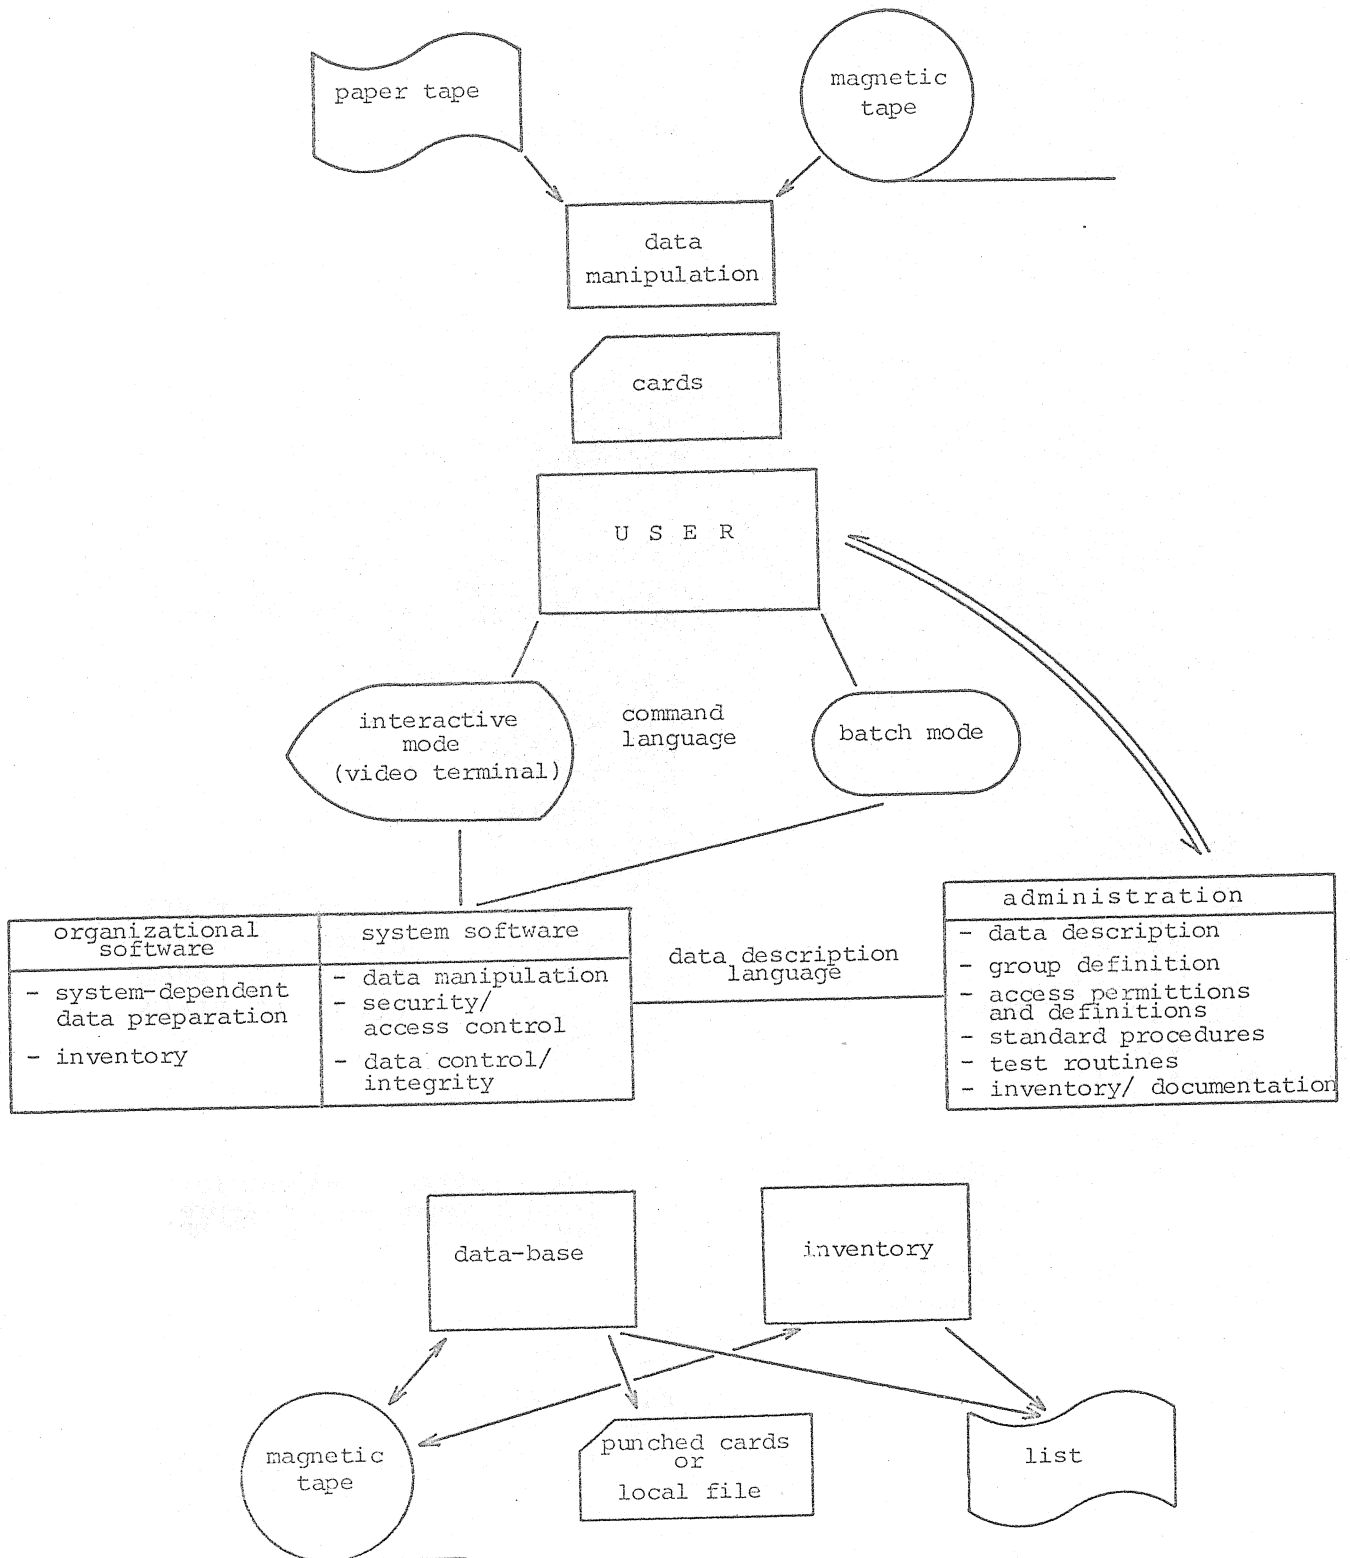 paper tape
magnetic
tape
data
manipulation
cards
U S E R
interactive
mode
(video terminal)
command
language
batch mode
organizational
software
- system-dependent
data preparation
- inventory
system software
- data manipulation
- security/
access control
- data control/
integrity
data description
language
administration
- data description
- group definition
- access permittions
and definitions
- standard procedures
- test routines
- inventory/ documentation
data-base
inventory
magnetic
tape
punched cards
or
local file
list